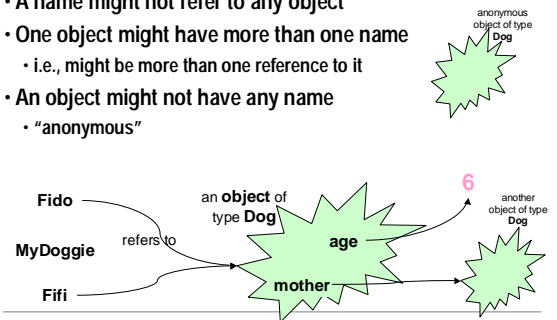 • A name might not refer to any object
• One object might have more than one name
• i.e., might be more than one reference to it
• An object might not have any name
• “anonymous”
anonymous
object of type
Dog
Fido
MyDoggie
Fifi
refers to
an object of
type Dog
age
mother
6
another
object of type
Dog